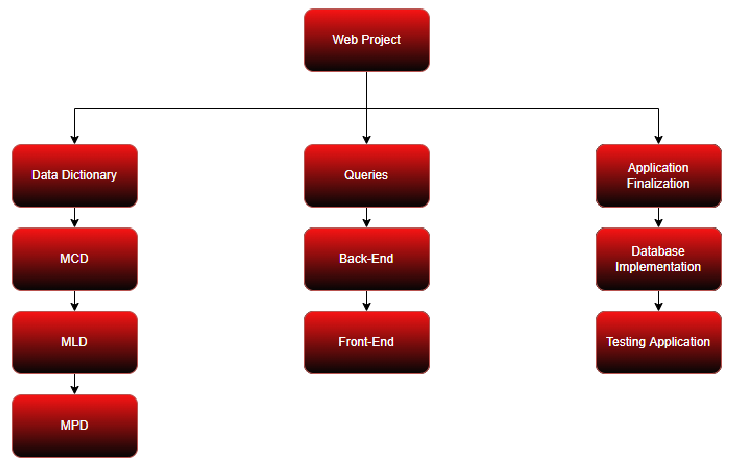 Web Project
Data Dictionary
Queries
Application
Finalization
MCD
Back-End
Database
Implementation
MLD
Front-End
Testing Application
MPD